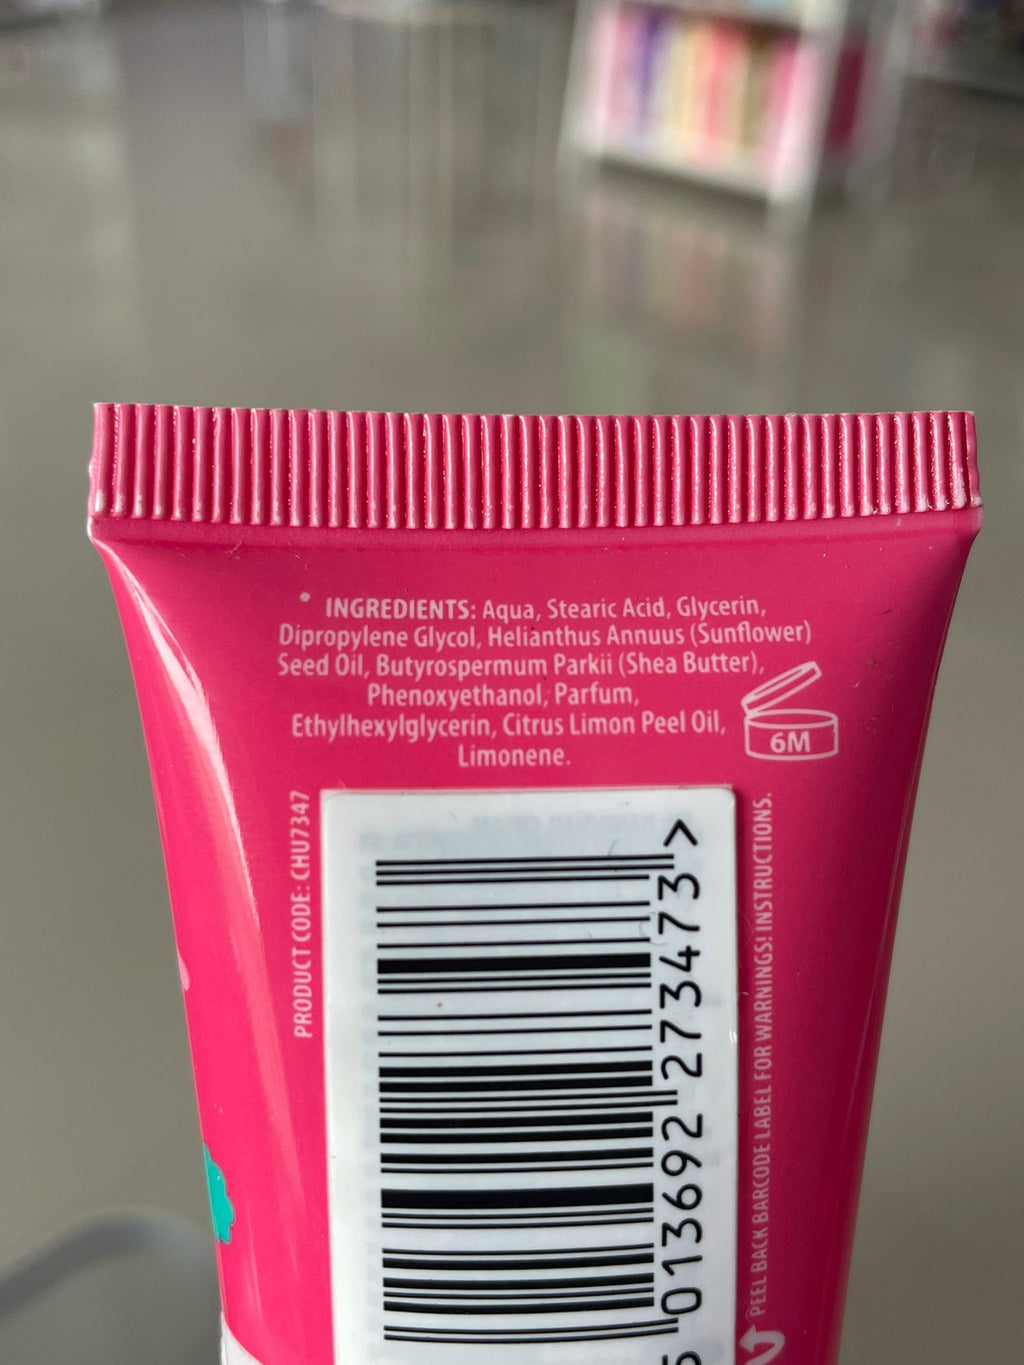 INGREDIENTS: Aqua, Stearic Acid, Glycerin,
Dipropylene Glycol, Helianthus Annuus (Sunflower)
Seed Oil, Butyrospermum Parkii (Shea Butter),
Phenoxyethanol, Parfum,
Ethylhexylglycerin, Citrus Limon Peel Oil,
Limonene.
6M
PRODUCT CODE: CHU7347
5 013692 273473 >
PEEL BACK BARCODE LABEL FOR WARNINGS! INSTRUCTIONS.